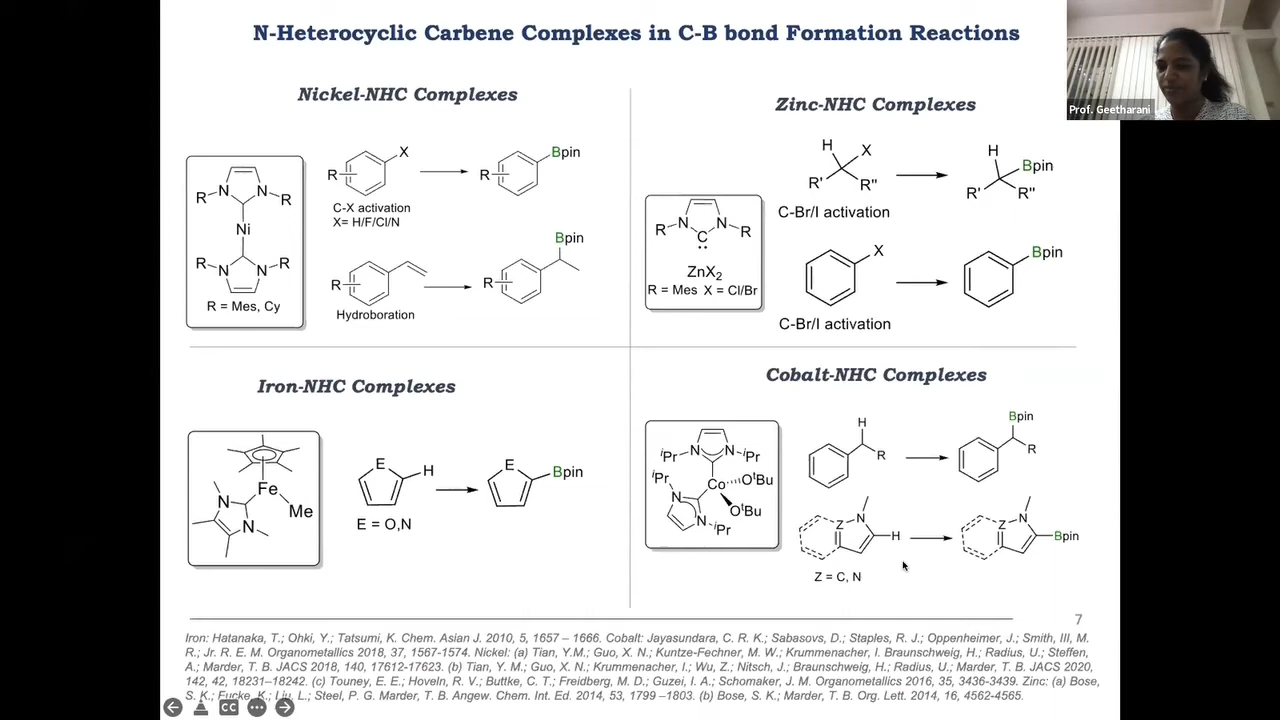 N-Heterocyclic Carbene Complexes in C-B bond Formation Reactions
Prof. Geetharani
Nickel-NHC Complexes
N
N
R
R
Ni
R
R
N
N
R = Mes, Cy
R
X
R
Bpin
C-X activation
X= H/F/Cl/N
R
R
Bpin
Hydroboration
Zinc-NHC Complexes
R
N
N
R
C
ZnX2
R = Mes X = Cl/Br
H
X
R'
R"
H
Bpin
R'
R"
C-Br/I activation
X
Bpin
C-Br/I activation
Iron-NHC Complexes
Fe
Me
N
N
E
H
E
Bpin
E = O,N
Cobalt-NHC Complexes
iPr
N
N
iPr
iPr
Co
OtBu
OtBu
N
N
iPr
H
R
Bpin
R
Z
N
H
Z
N
Bpin
Z = C, N
7
Iron: Hatanaka, T.; Ohki, Y.; Tatsumi, K. Chem. Asian J. 2010, 5, 1657 – 1666. Cobalt: Jayasundara, C. R. K.; Sabasovs, D.; Staples, R. J.; Oppenheimer, J.; Smith, III, M.
R.; Jr. R. E. M. Organometallics 2018, 37, 1567-1574. Nickel: (a) Tian, Y.M.; Guo, X. N.; Kuntze-Fechner, M. W.; Krummenacher, I. Braunschweig, H.; Radius, U.; Steffen,
A.; Marder, T. B. JACS 2018, 140, 17612-17623. (b) Tian, Y. M.; Guo, X. N.; Krummenacher, I.; Wu, Z.; Nitsch, J.; Braunschweig, H.; Radius, U.; Marder, T. B. JACS 2020,
142, 42, 18231–18242. (c) Touney, E. E.; Hoveln, R. V.; Buttke, C. T.; Freidberg, M. D.; Guzei, I. A.; Schomaker, J. M. Organometallics 2016, 35, 3436-3439. Zinc: (a) Bose,
S. K.; Fucke, K.; Liu, L.; Steel, P. G. Marder, T. B. Angew. Chem. Int. Ed. 2014, 53, 1799 –1803. (b) Bose, S. K.; Marder, T. B. Org. Lett. 2014, 16, 4562-4565.
CC